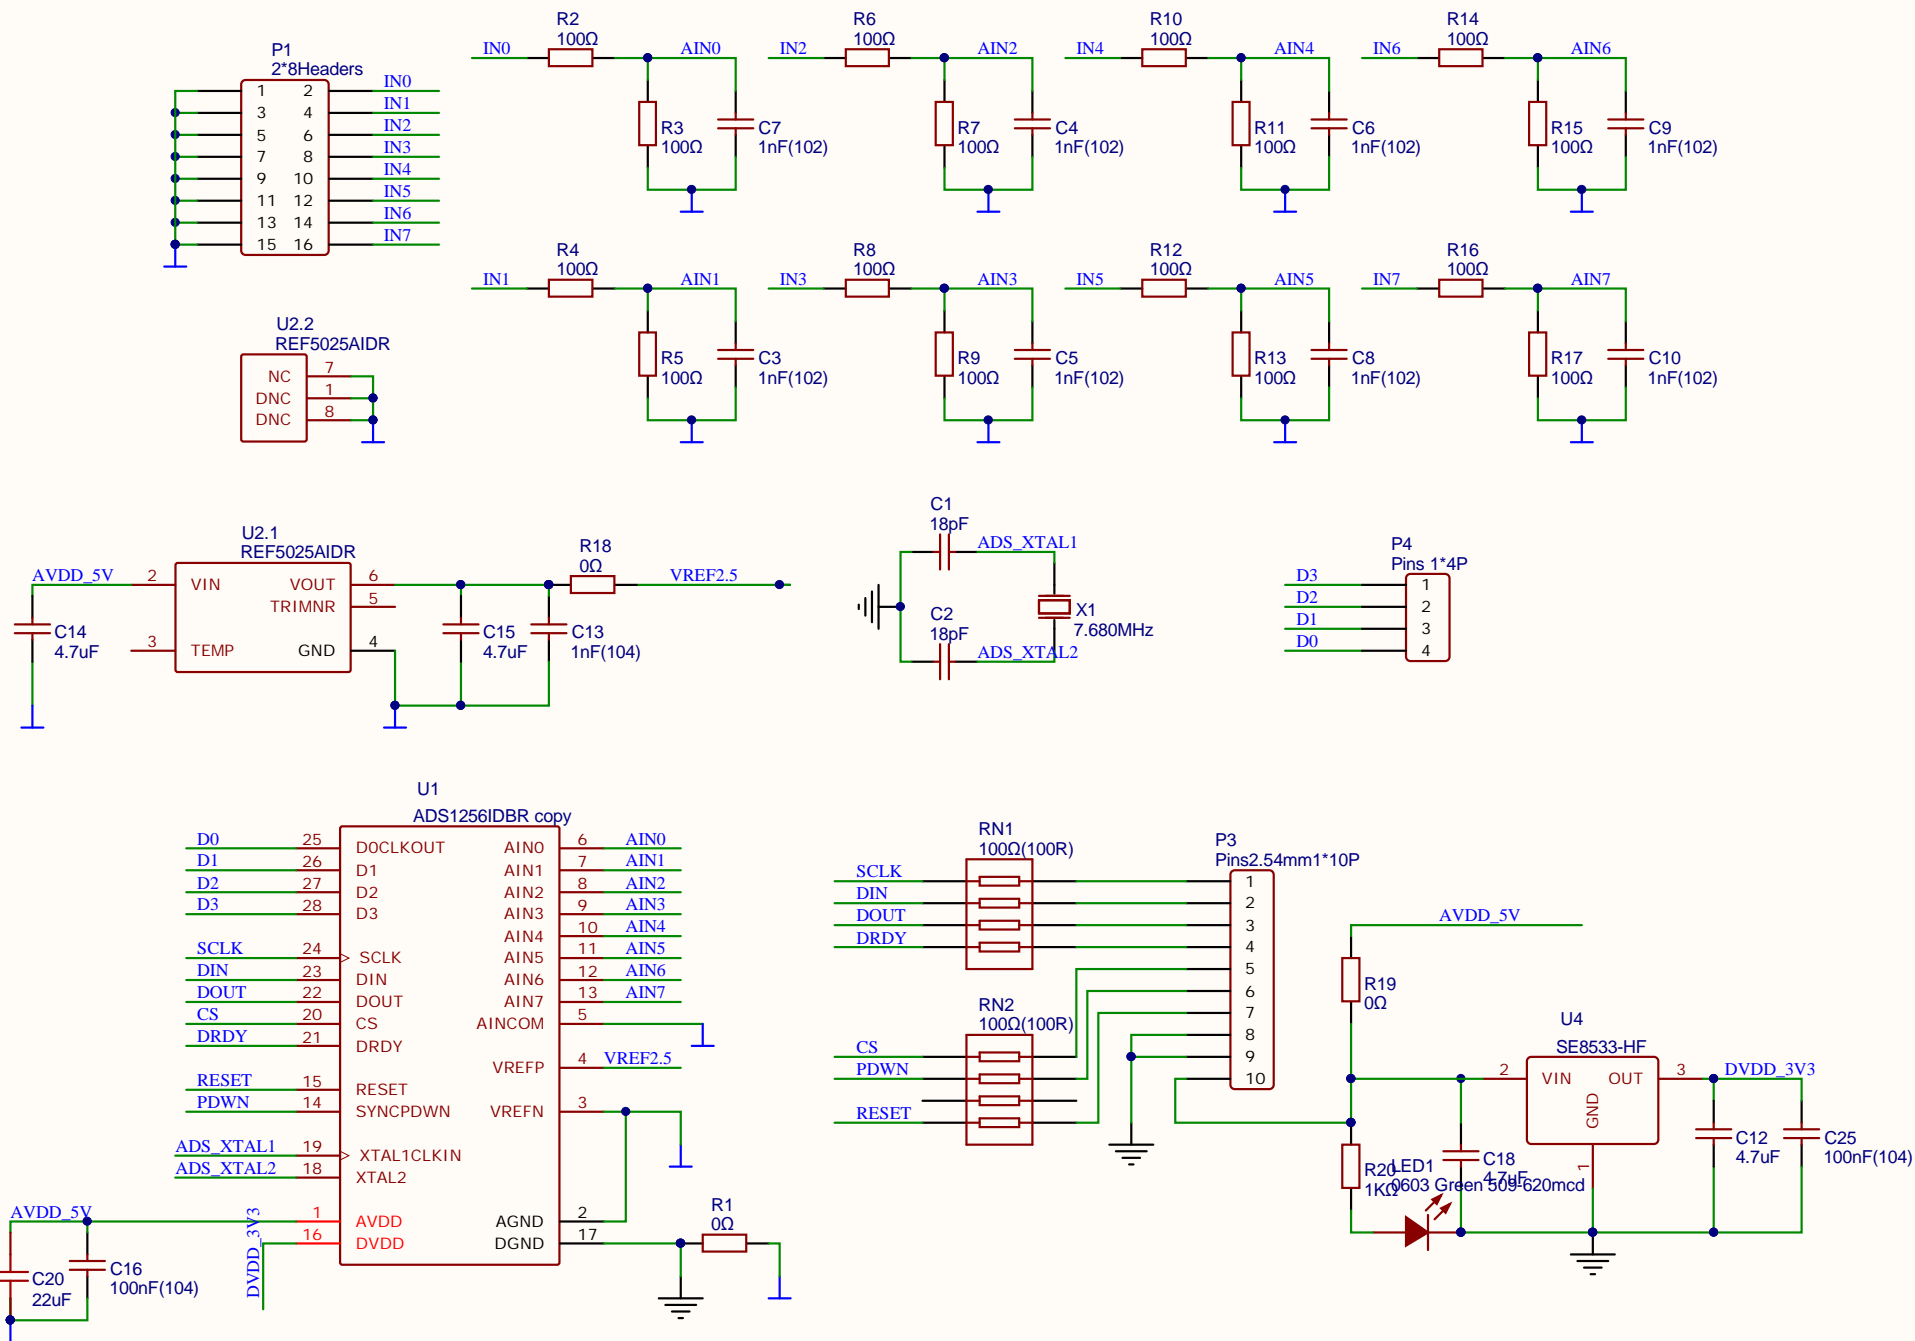 P1
2*8Headers
1 2 IN0
3 4 IN1
5 6 IN2
7 8 IN3
9 10 IN4
11 12 IN5
13 14 IN6
15 16 IN7
R2
100Ω
IN0
AIN0
R3
100Ω
C7
1nF(102)
R6
100Ω
IN2
AIN2
R7
100Ω
C4
1nF(102)
R10
100Ω
IN4
AIN4
R11
100Ω
C6
1nF(102)
R14
100Ω
IN6
AIN6
R15
100Ω
C9
1nF(102)
R4
100Ω
IN1
AIN1
R5
100Ω
C3
1nF(102)
R8
100Ω
IN3
AIN3
R9
100Ω
C5
1nF(102)
R12
100Ω
IN5
AIN5
R13
100Ω
C8
1nF(102)
R16
100Ω
IN7
AIN7
R17
100Ω
C10
1nF(102)
U2.2
REF5025AIDR
NC 7
DNC 1
DNC 8
U2.1
REF5025AIDR
AVDD_5V 2 VIN VOUT 6
TRIMNR 5
3 TEMP GND 4
C14
4.7uF
C15
4.7uF
C13
1nF(104)
R18
0Ω
VREF2.5
C1
18pF
ADS_XTAL1
C2
18pF
ADS_XTAL2
X1
7.680MHz
P4
Pins 1*4P
D3 1
D2 2
D1 3
D0 4
U1
ADS1256IDBR copy
D0 25 D0CLKOUT AIN0 6 AIN0
D1 26 D1 AIN1 7 AIN1
D2 27 D2 AIN2 8 AIN2
D3 28 D3 AIN3 9 AIN3
AIN4 10 AIN4
SCLK 24 SCLK AIN5 11 AIN5
DIN 23 DIN AIN6 12 AIN6
DOUT 22 DOUT AIN7 13 AIN7
CS 20 CS AINCOM 5
DRDY 21 DRDY
VREFP 4 VREF2.5
RESET 15 RESET
PDWN 14 SYNCPDWN VREFN 3
ADS_XTAL1 19 XTAL1CLKIN
ADS_XTAL2 18 XTAL2
AVDD_5V 1 AVDD AGND 2
DVDD_3V3 16 DVDD DGND 17
R1
0Ω
C20
22uF
C16
100nF(104)
RN1
100Ω(100R)
SCLK
DIN
DOUT
DRDY
RN2
100Ω(100R)
CS
PDWN
RESET
P3
Pins2.54mm1*10P
1
2
3
4
5
6
7
8
9
10
AVDD_5V
R19
0Ω
R20
1KΩ
LED1
0603 Green 509-620mcd
C18
4.7uF
U4
SE8533-HF
2 VIN OUT 3 DVDD_3V3
GND
1
C12
4.7uF
C25
100nF(104)